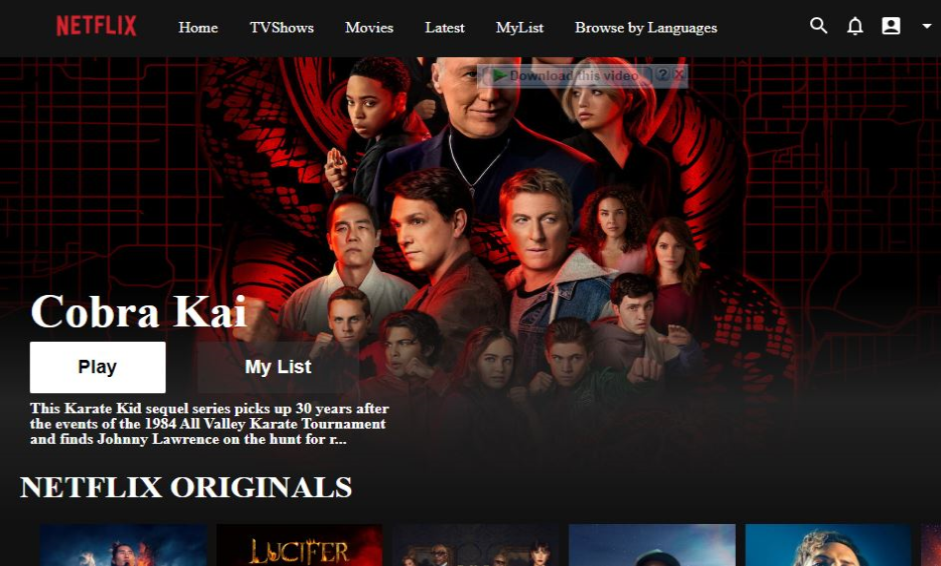 NETFLIX
Home TVShows Movies Latest MyList Browse by Languages
Download this video ? X
Cobra Kai
Play
My List
This Karate Kid sequel series picks up 30 years after
the events of the 1984 All Valley Karate Tournament
and finds Johnny Lawrence on the hunt for r...
NETFLIX ORIGINALS
LUCIFER